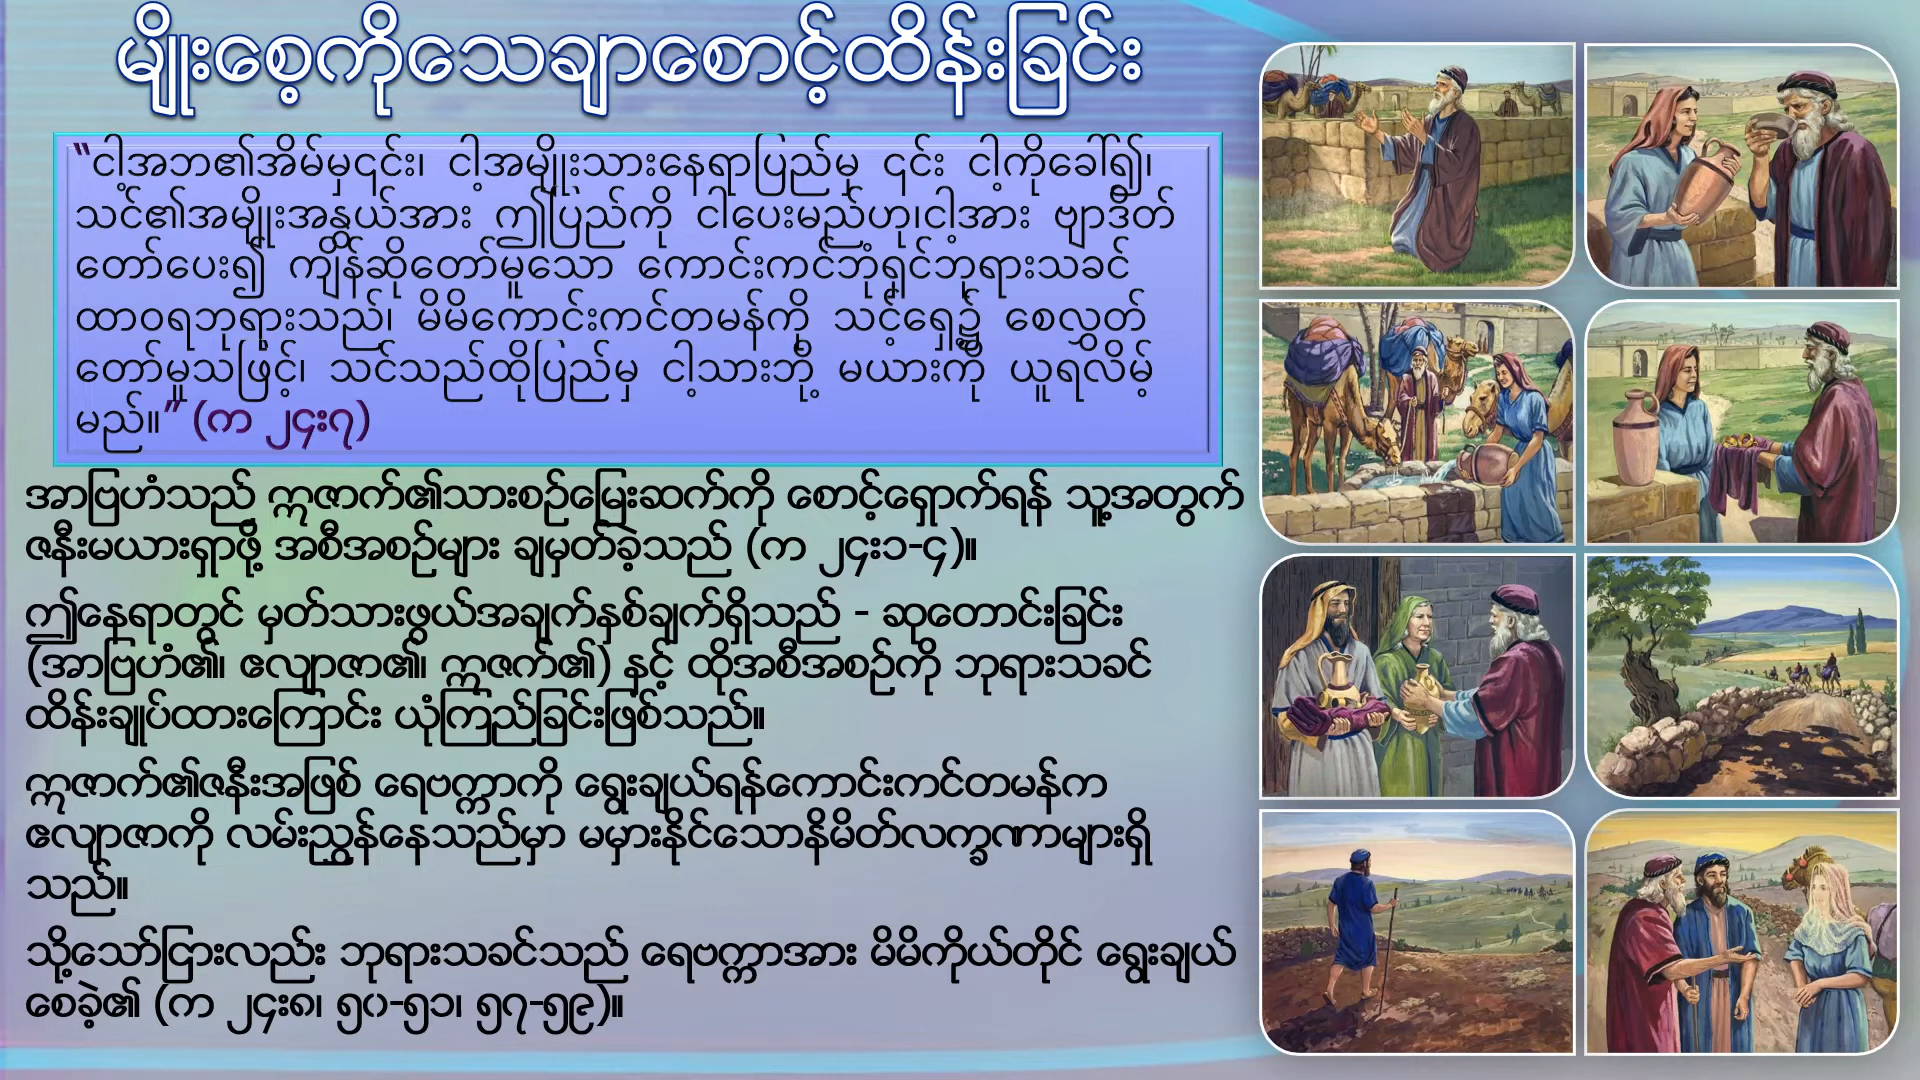 မျိုးစေ့ကိုသေချာစောင့်ထိန်းခြင်း
“ငါ့အဘ၏အိမ်မှ၎င်း၊ ငါ့အမျိုးသားနေရာပြည်မှ ၎င်း ငါ့ကိုခေါ်၍၊
သင်၏အမျိုးအနွယ်အား ဤပြည်ကို ငါပေးမည်ဟု၊ငါ့အား ဗျာဒိတ်
တော်ပေး၍ ကျိန်ဆိုတော်မူသော ကောင်းကင်ဘုံရှင်ဘုရားသခင်
ထာဝရဘုရားသည်၊ မိမိကောင်းကင်တမန်ကို သင့်ရှေ့၌ စေလွှတ်
တော်မူသဖြင့်၊ သင်သည်ထိုပြည်မှ ငါ့သားဘို့ မယားကို ယူရလိမ့်
မည်။” (က ၂၄း၇)
အာဗြဟံသည် ဣဇာက်၏သားစဉ်မြေးဆက်ကို စောင့်ရှောက်ရန် သူ့အတွက်
ဇနီးမယားရှာဖို့ အစီအစဉ်များ ချမှတ်ခဲ့သည် (က ၂၄း၁-၄)။
ဤနေရာတွင် မှတ်သားဖွယ်အချက်နှစ်ချက်ရှိသည် - ဆုတောင်းခြင်း
(အာဗြဟံ၏၊ ဧလျာဇာ၏၊ ဣဇက်၏) နှင့် ထိုအစီအစဉ်ကို ဘုရားသခင်
ထိန်းချုပ်ထားကြောင်း ယုံကြည်ခြင်းဖြစ်သည်။
ဣဇာက်၏ဇနီးအဖြစ် ရေဗက္ကာကို ရွေးချယ်ရန်ကောင်းကင်တမန်က
ဧလျာဇာကို လမ်းညွှန်နေသည်မှာ မမှားနိုင်သောနိမိတ်လက္ခဏာများရှိ
သည်။
သို့သော်ငြားလည်း ဘုရားသခင်သည် ရေဗက္ကာအား မိမိကိုယ်တိုင် ရွေးချယ်
စေခဲ့၏ (က ၂၄း၈၊ ၅၀-၅၁၊ ၅၇-၅၉)။